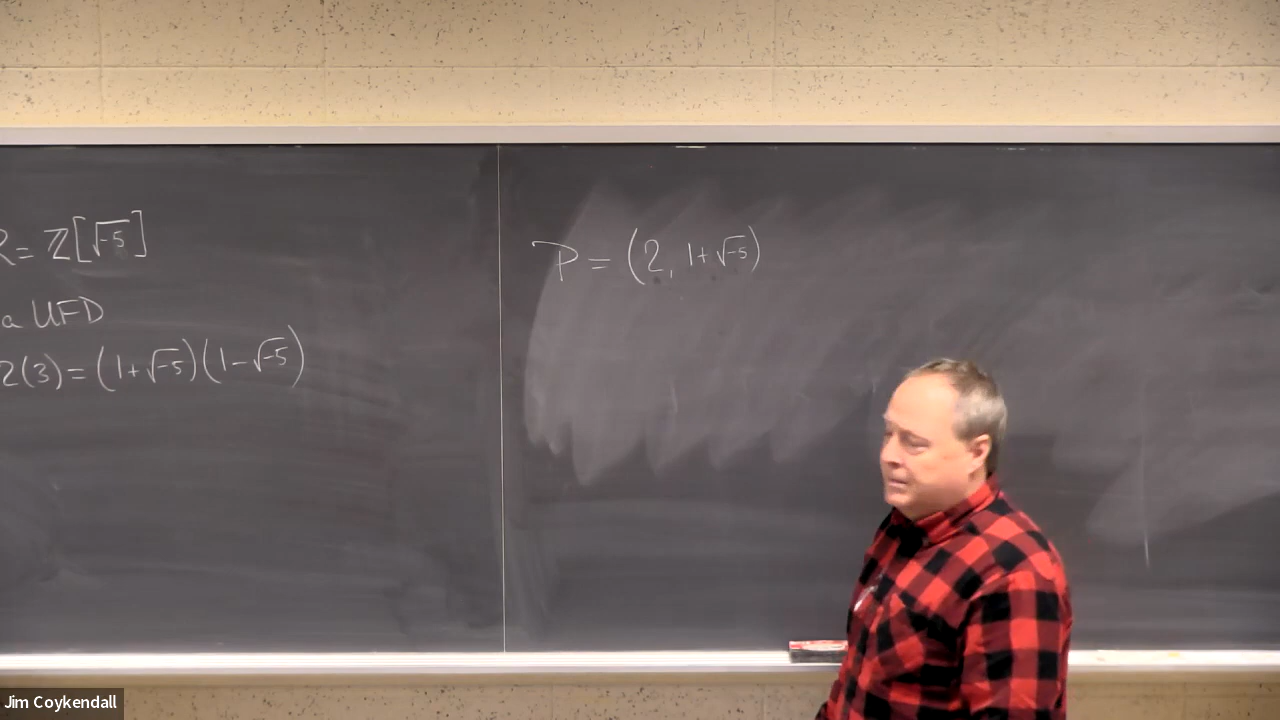 R = ℤ[√-5]
a UFD
2(3) = (1+√-5)(1-√-5)
P = (2, 1+√-5)
Jim Coykendall